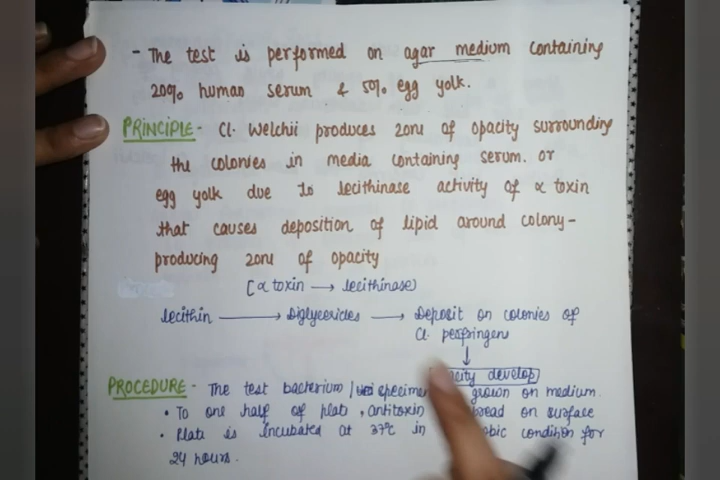 - The test is performed on agar medium containing
20% human serum & 5% egg yolk.
PRINCIPLE - Cl. Welchii produces zone of opacity surrounding
the colonies in media containing serum. or
egg yolk due to lecithinase activity of α toxin
that causes deposition of lipid around colony -
producing zone of opacity
[α toxin → lecithinase]
lecithin → Diglycerides → Deposit on colonies of
Cl. perfringens
↓
develop
PROCEDURE - The test bacterium / specimen grown on medium.
• To one half of plate, antitoxin on surface
• Plate is Incubated at 37°C in condition for
24 hours.